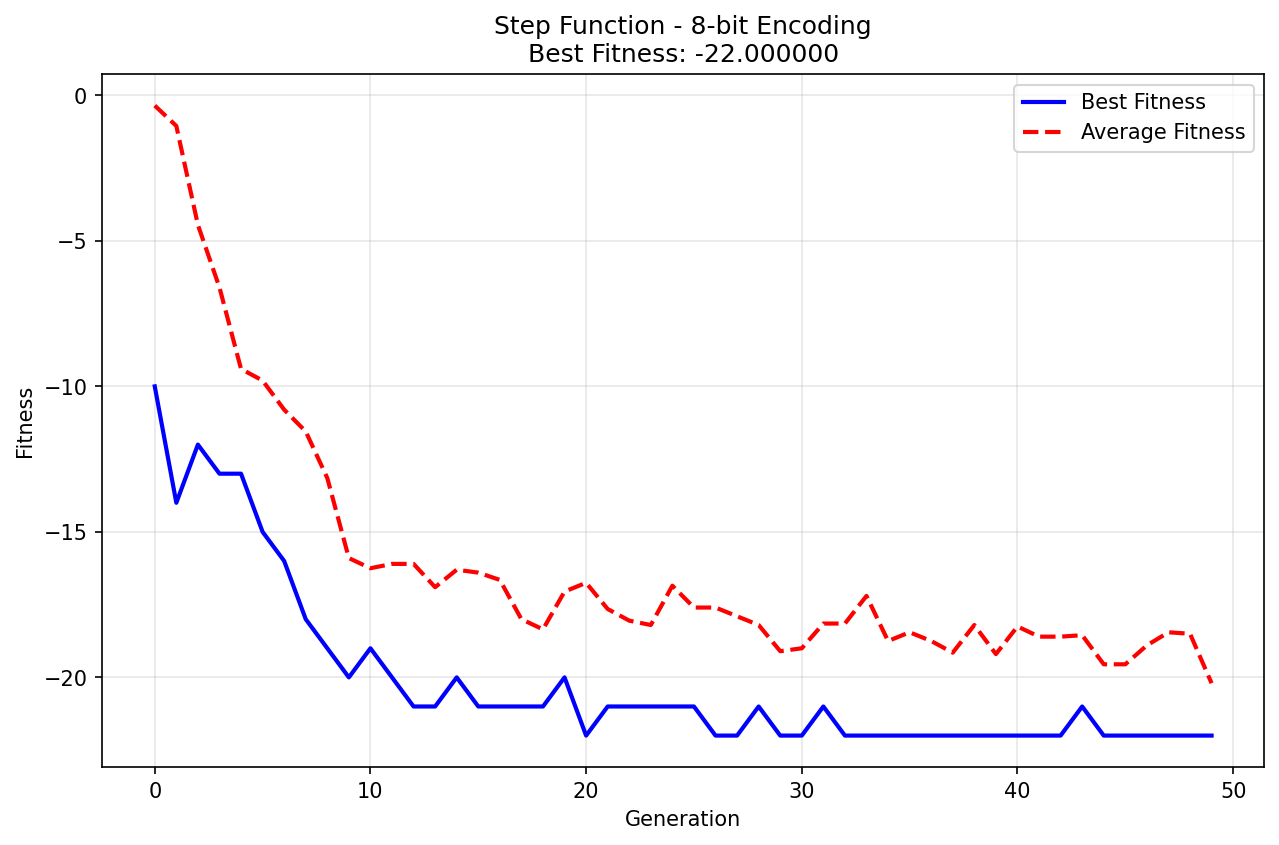 Step Function - 8-bit Encoding
Best Fitness: -22.000000
Best Fitness
Average Fitness
Fitness
0
−5
−10
−15
−20
0 10 20 30 40 50
Generation